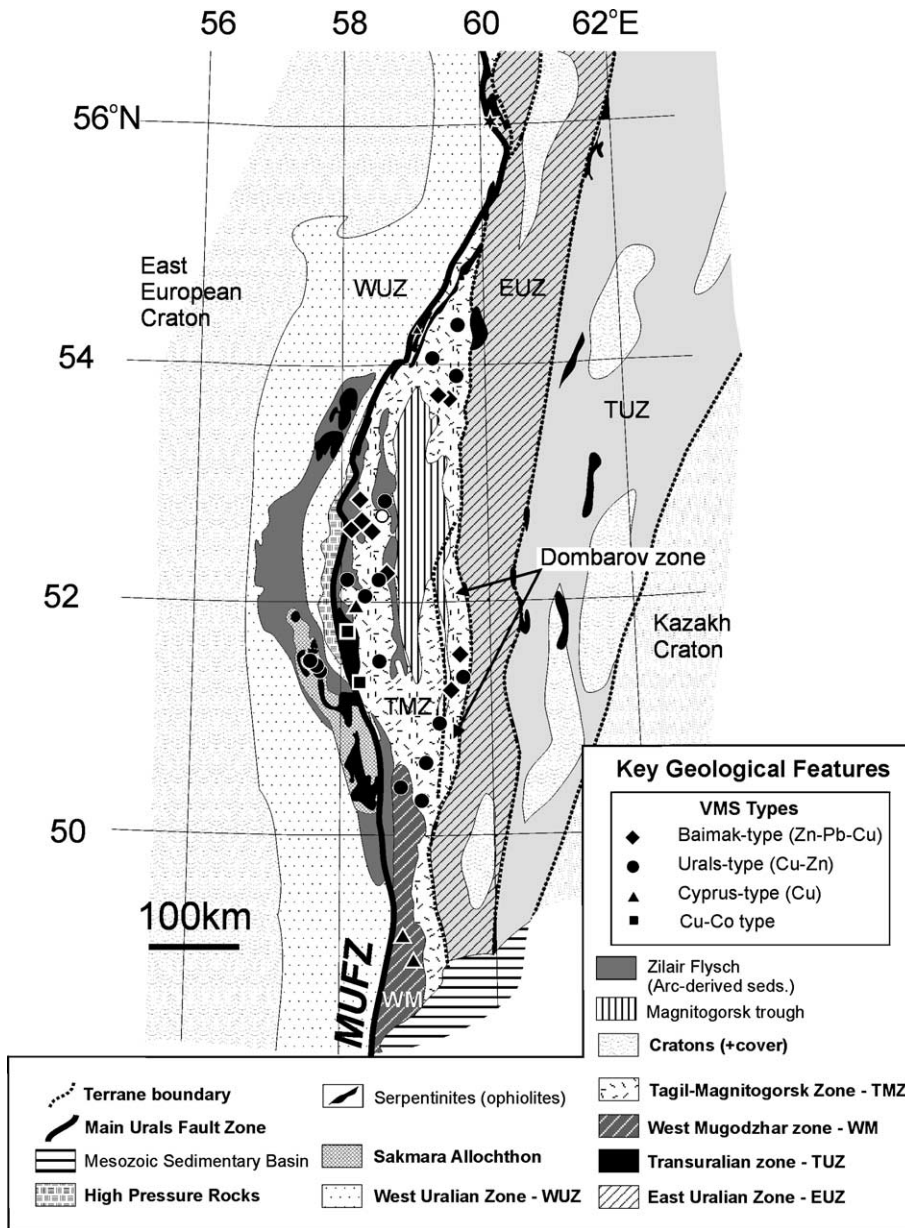 56 58 60 62°E
56°N
East
European
Craton
WUZ
EUZ
54
TUZ
Dombarov zone
52
Kazakh
Craton
TMZ
50
100km
MUFZ
WM
Key Geological Features
VMS Types
Baimak-type (Zn-Pb-Cu)
Urals-type (Cu-Zn)
Cyprus-type (Cu)
Cu-Co type
Zilair Flysch
(Arc-derived seds.)
Magnitogorsk trough
Cratons (+cover)
Terrane boundary
Main Urals Fault Zone
Mesozoic Sedimentary Basin
High Pressure Rocks
Serpentinites (ophiolites)
Sakmara Allochthon
West Uralian Zone - WUZ
Tagil-Magnitogorsk Zone - TMZ
West Mugodzhar zone - WM
Transuralian zone - TUZ
East Uralian Zone - EUZ